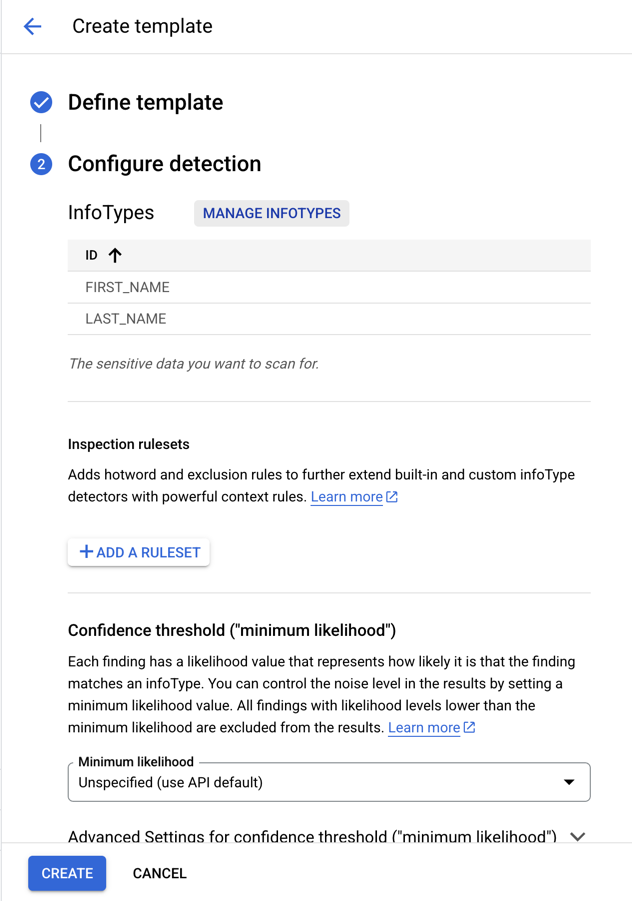 Create template
Define template
2
Configure detection
InfoTypes
MANAGE INFOTYPES
ID
FIRST_NAME
LAST_NAME
The sensitive data you want to scan for.
Inspection rulesets
Adds hotword and exclusion rules to further extend built-in and custom infoType
detectors with powerful context rules. Learn more
ADD A RULESET
Confidence threshold ("minimum likelihood")
Each finding has a likelihood value that represents how likely it is that the finding
matches an infoType. You can control the noise level in the results by setting a
minimum likelihood value. All findings with likelihood levels lower than the
minimum likelihood are excluded from the results. Learn more
Minimum likelihood
Unspecified (use API default)
Advanced Settings for confidence threshold ("minimum likelihood")
CREATE
CANCEL